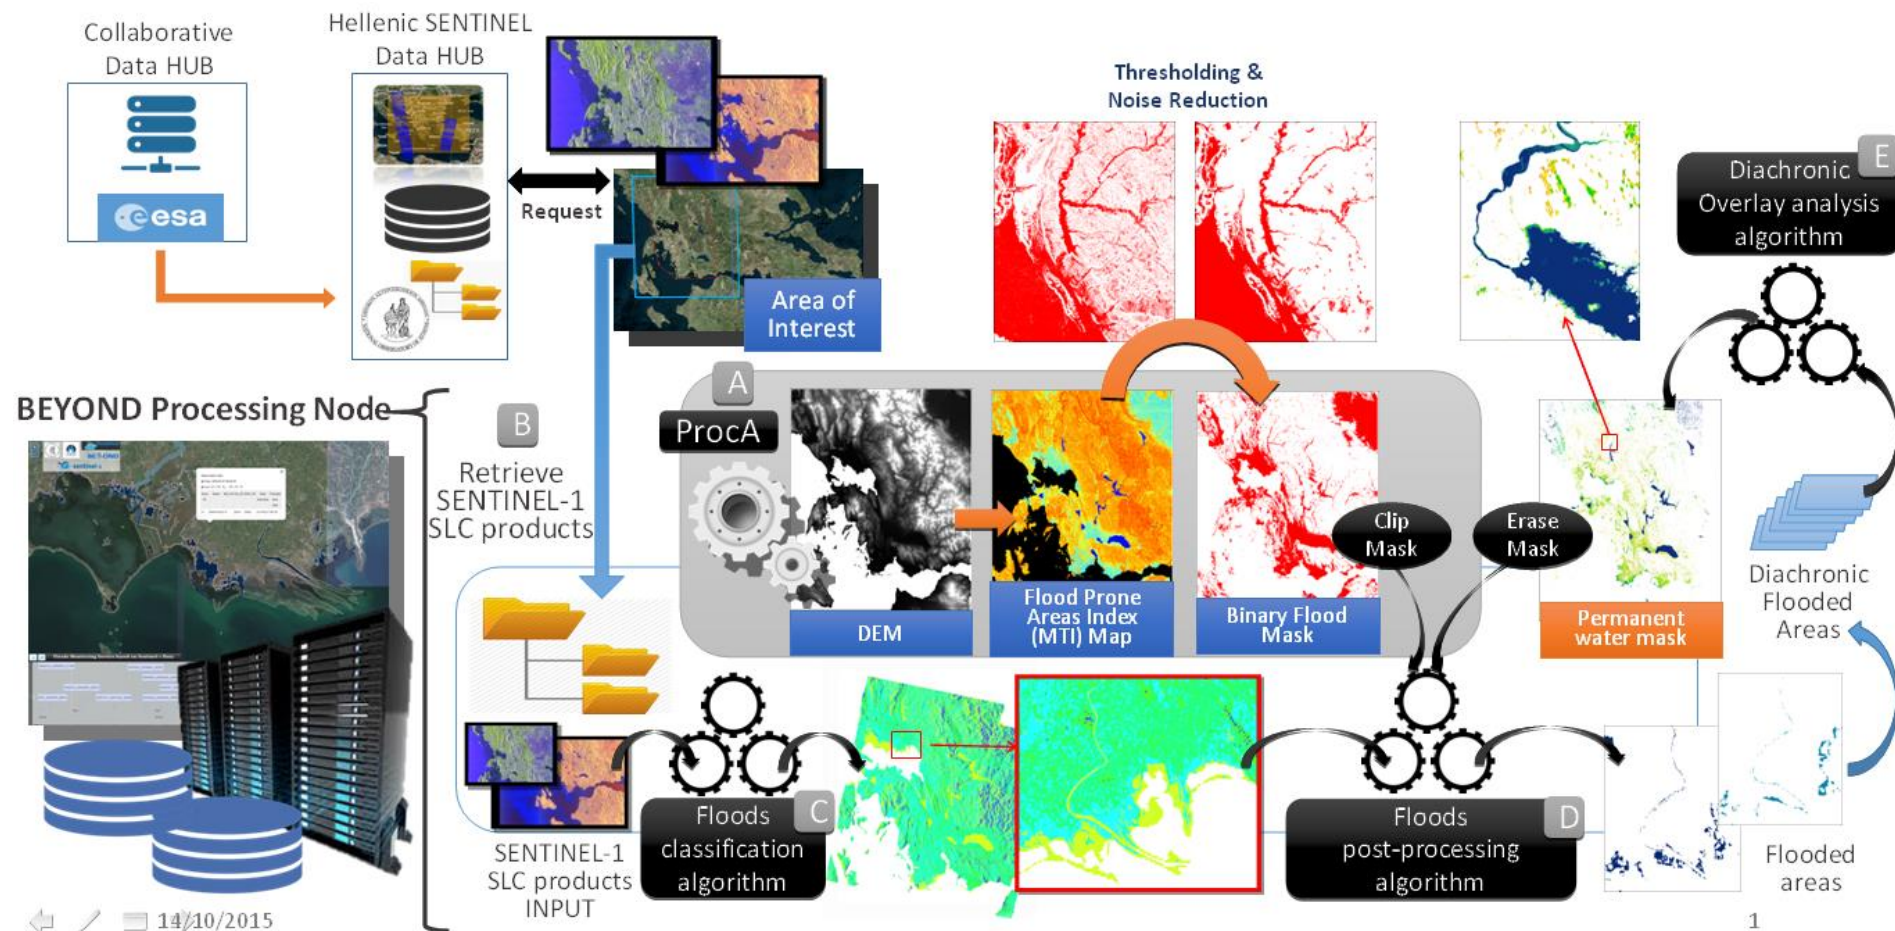 Collaborative
Data HUB
esa
Hellenic SENTINEL
Data HUB
Request
Area of
Interest
Thresholding &
Noise Reduction
E
Diachronic
Overlay analysis
algorithm
BEYOND Processing Node
B
Retrieve
SENTINEL-1
SLC products
A
ProcA
DEM
Flood Prone
Areas Index
(MTI) Map
Binary Flood
Mask
Clip
Mask
Erase
Mask
Permanent
water mask
Diachronic
Flooded
Areas
SENTINEL-1
SLC products
INPUT
C
Floods
classification
algorithm
D
Floods
post-processing
algorithm
Flooded
areas
14/10/2015
1